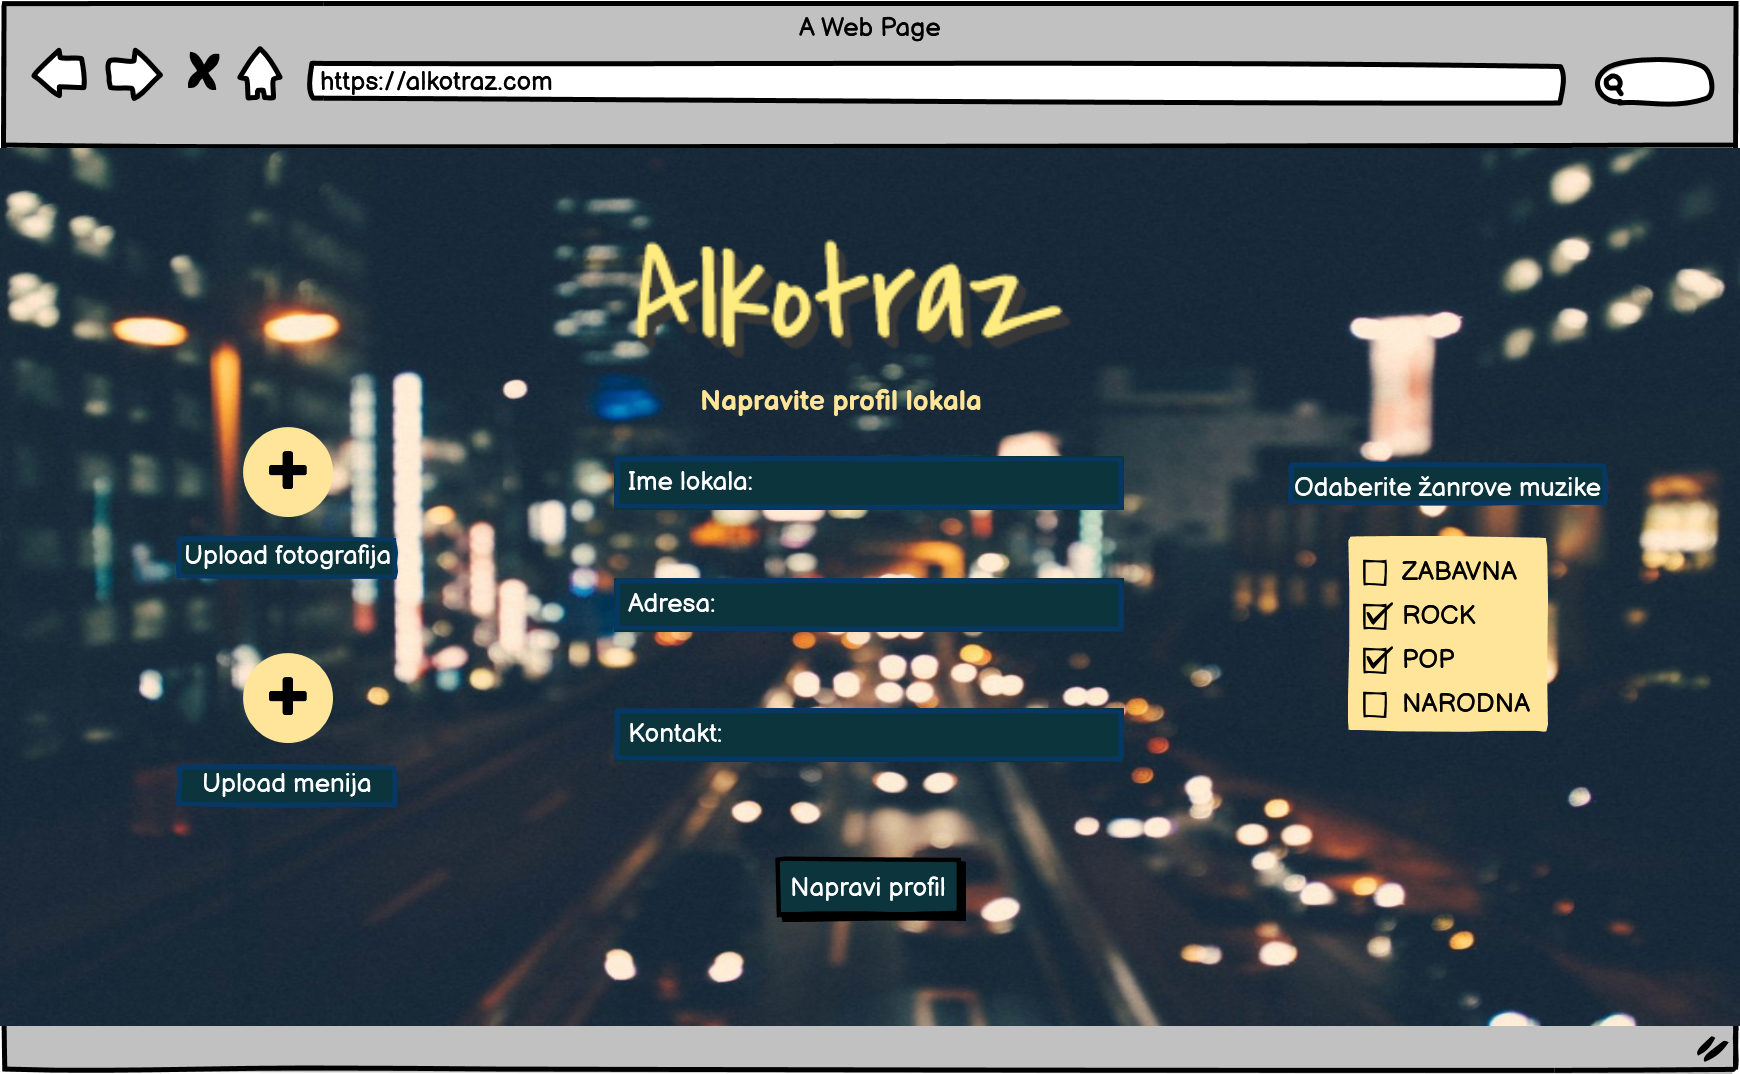 A Web Page
https://alkotraz.com
Alkotraz
Napravite profil lokala
Ime lokala:
Adresa:
Kontakt:
Napravi profil
Upload fotografija
Upload menija
Odaberite žanrove muzike
ZABAVNA
ROCK
POP
NARODNA